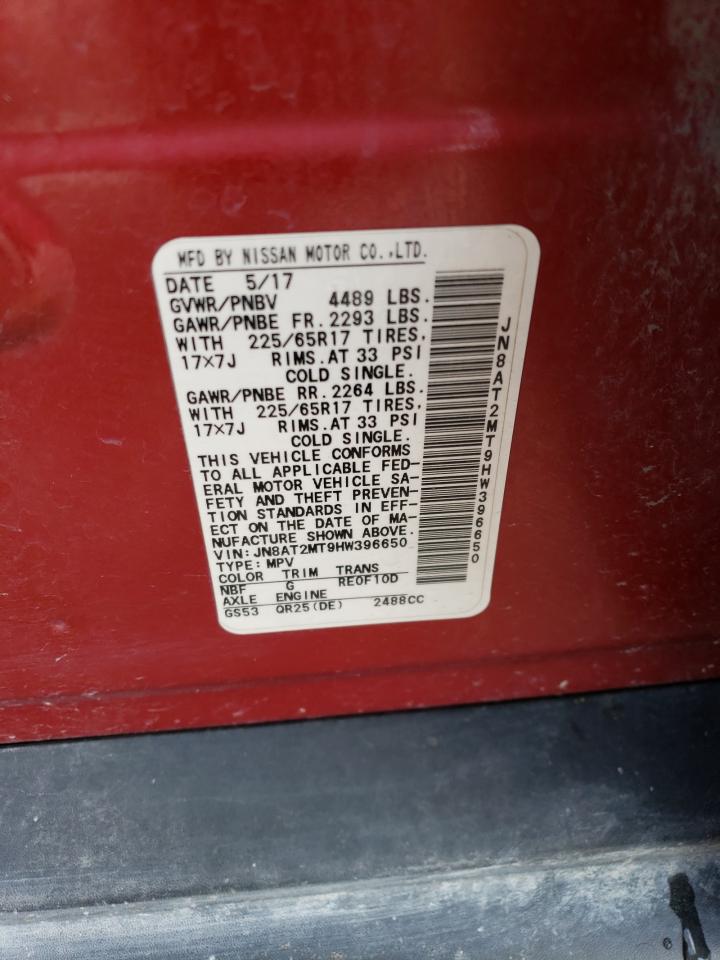 MFD BY NISSAN MOTOR CO.,LTD.
DATE 5/17
GVWR/PNBV 4489 LBS.
GAWR/PNBE FR. 2293 LBS.
WITH 225/65R17 TIRES,
17×7J RIMS. AT 33 PSI
COLD SINGLE.
GAWR/PNBE RR. 2264 LBS.
WITH 225/65R17 TIRES,
17×7J RIMS. AT 33 PSI
COLD SINGLE.
THIS VEHICLE CONFORMS
TO ALL APPLICABLE FED-
ERAL MOTOR VEHICLE SA-
FETY AND THEFT PREVEN-
TION STANDARDS IN EFF-
ECT ON THE DATE OF MA-
NUFACTURE SHOWN ABOVE.
VIN: JN8AT2MT9HW396650
TYPE: MPV
COLOR TRIM TRANS
NBF G RE0F10D
AXLE ENGINE
GS53 QR25(DE) 2488CC
JN8AT2MT9HW396650